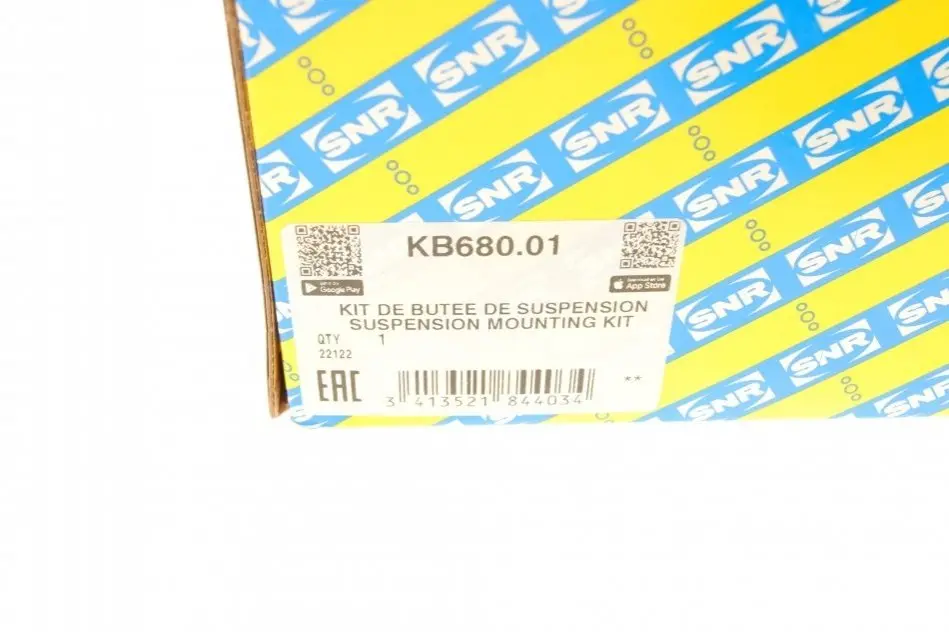 SNR SNR SNR
SNR SNR SNR
SNR SNR SNR
KB680.01
Google Play
App Store
KIT DE BUTEE DE SUSPENSION
SUSPENSION MOUNTING KIT
QTY 1
22122
EAC
**
3 413521 844034
SNR SNR
SNR SNR